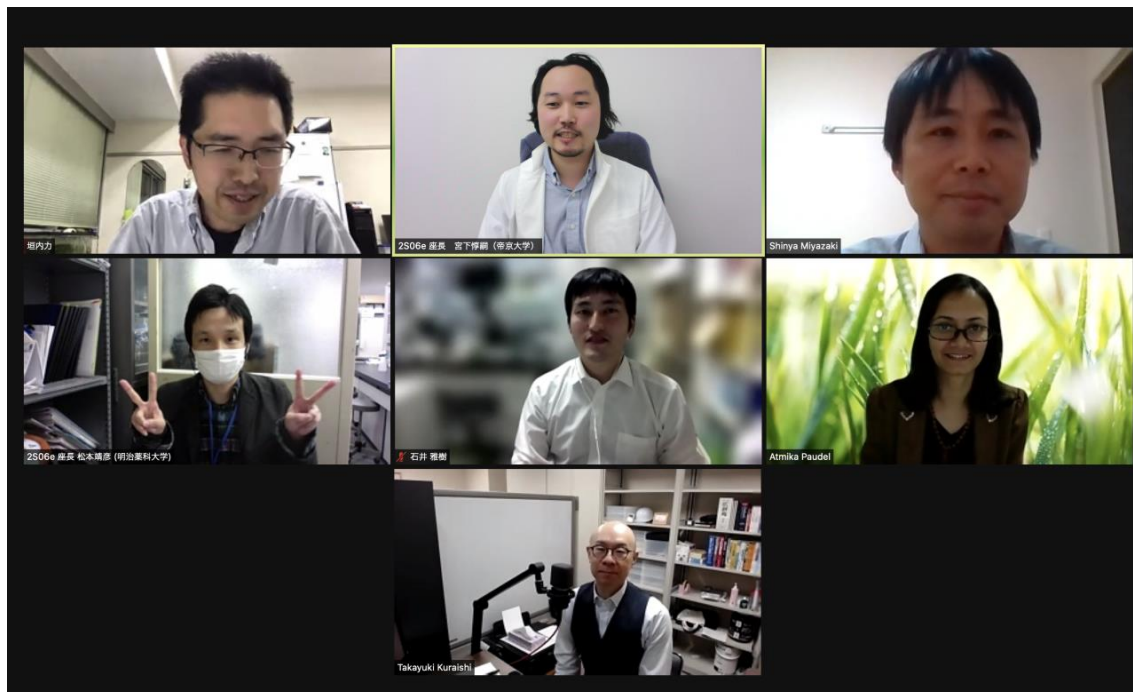 垣内力
2S06e 座長　宮下惇嗣（帝京大学）
Shinya Miyazaki
2S06e 座長 松本靖彦 (明治薬科大学)
石井 雅樹
Atmika Paudel
Takayuki Kuraishi